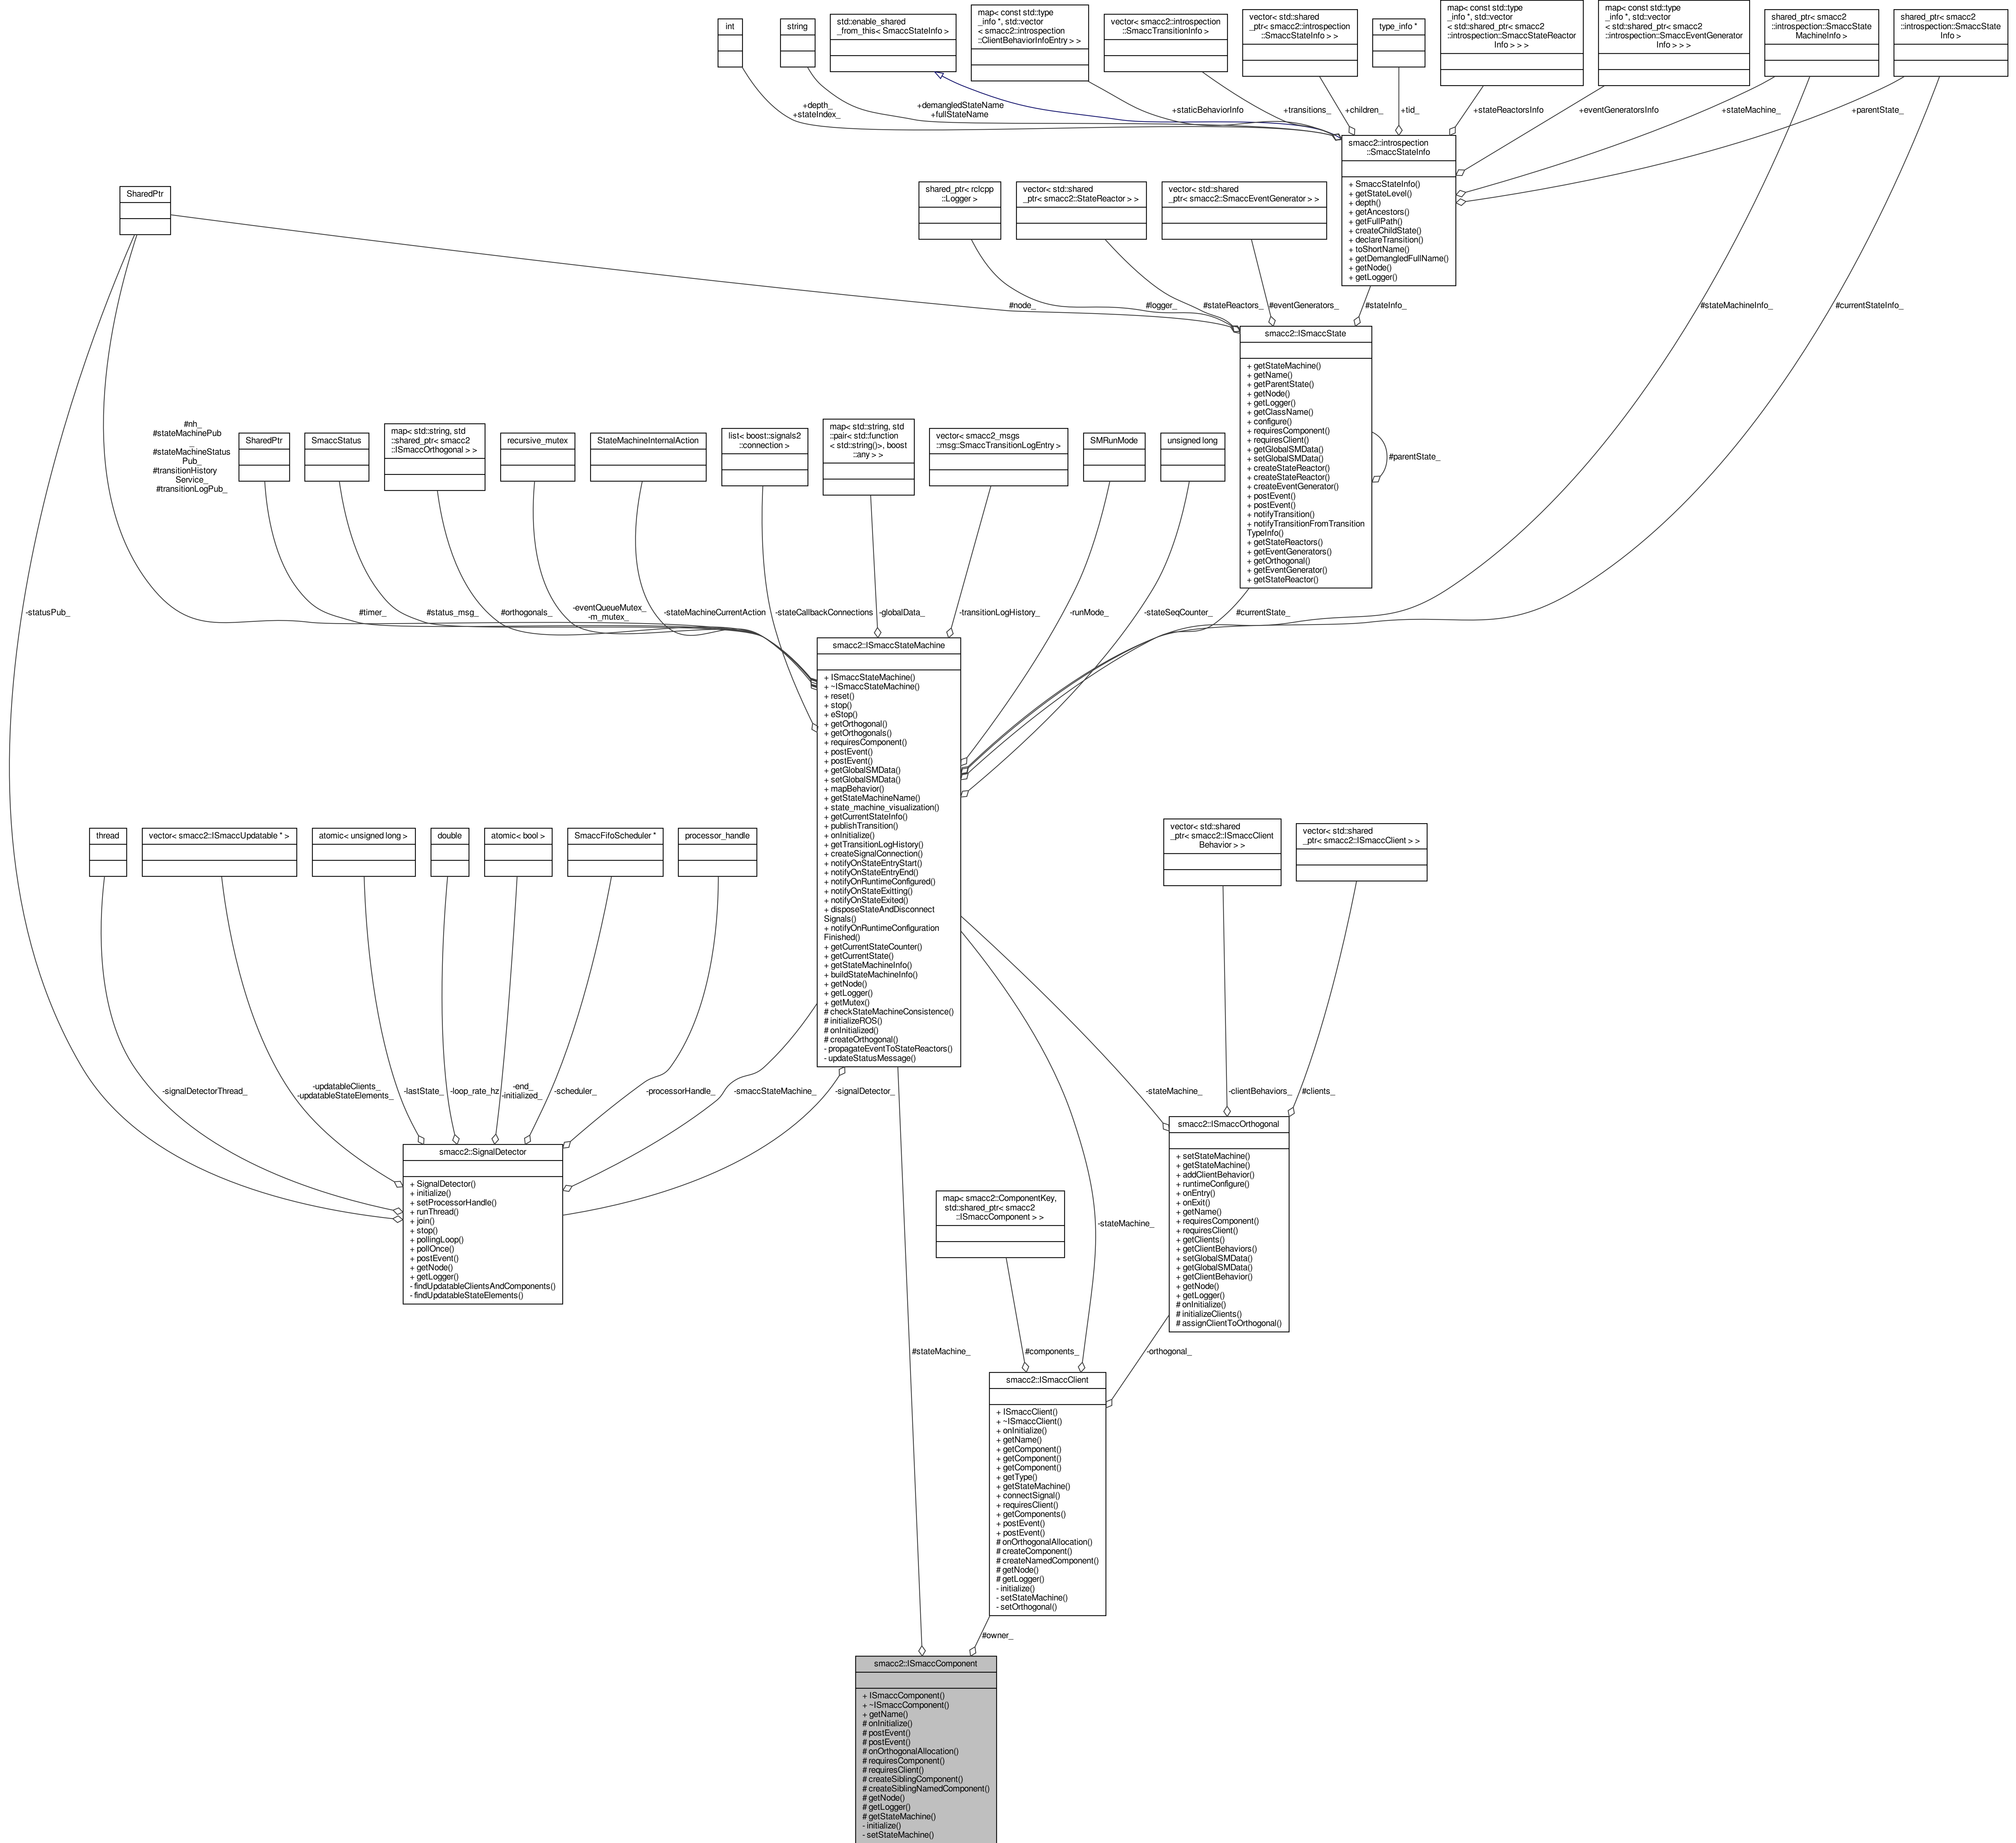 int
string
std::enable_shared
_from_this< SmaccStateInfo >
map< const std::type
_info *, std::vector
< smacc2::introspection
::ClientBehaviorInfoEntry > >
vector< smacc2::introspection
::SmaccTransitionInfo >
vector< std::shared
_ptr< smacc2::introspection
::SmaccStateInfo > >
type_info *
map< const std::type
_info *, std::vector
< std::shared_ptr< smacc2
::introspection::SmaccStateReactor
Info > > >
map< const std::type
_info *, std::vector
< std::shared_ptr< smacc2
::introspection::SmaccEventGenerator
Info > > >
shared_ptr< smacc2
::introspection::SmaccState
MachineInfo >
shared_ptr< smacc2
::introspection::SmaccState
Info >
+depth_
+stateIndex_
+demangledStateName
+fullStateName
+staticBehaviorInfo
+transitions_
+children_
+tid_
+stateReactorsInfo
+eventGeneratorsInfo
+stateMachine_
+parentState_
smacc2::introspection
::SmaccStateInfo
+ SmaccStateInfo()
+ getStateLevel()
+ depth()
+ getAncestors()
+ getFullPath()
+ createChildState()
+ declareTransition()
+ toShortName()
+ getDemangledFullName()
+ getNode()
+ getLogger()
SharedPtr
shared_ptr< rclcpp
::Logger >
vector< std::shared
_ptr< smacc2::StateReactor > >
vector< std::shared
_ptr< smacc2::SmaccEventGenerator > >
#node_
#logger_
#stateReactors_
#eventGenerators_
#stateInfo_
#stateMachineInfo_
#currentStateInfo_
smacc2::ISmaccState
+ getStateMachine()
+ getName()
+ getParentState()
+ getNode()
+ getLogger()
+ getClassName()
+ configure()
+ requiresComponent()
+ requiresClient()
+ getGlobalSMData()
+ setGlobalSMData()
+ createStateReactor()
+ createStateReactor()
+ createEventGenerator()
+ postEvent()
+ postEvent()
+ notifyTransition()
+ notifyTransitionFromTransition
TypeInfo()
+ getStateReactors()
+ getEventGenerators()
+ getOrthogonal()
+ getEventGenerator()
+ getStateReactor()
#parentState_
#nh_
#stateMachinePub
_
#stateMachineStatus
Pub_
#transitionHistory
Service_
#transitionLogPub_
SharedPtr
SmaccStatus
map< std::string, std
::shared_ptr< smacc2
::ISmaccOrthogonal > >
recursive_mutex
StateMachineInternalAction
list< boost::signals2
::connection >
map< std::string, std
::pair< std::function
< std::string()>, boost
::any > >
vector< smacc2_msgs
::msg::SmaccTransitionLogEntry >
SMRunMode
unsigned long
-statusPub_
#timer_
#status_msg_
#orthogonals_
-eventQueueMutex_
-m_mutex_
-stateMachineCurrentAction
-stateCallbackConnections
-globalData_
-transitionLogHistory_
-runMode_
-stateSeqCounter_
#currentState_
smacc2::ISmaccStateMachine
+ ISmaccStateMachine()
+ ~ISmaccStateMachine()
+ reset()
+ stop()
+ eStop()
+ getOrthogonal()
+ getOrthogonals()
+ requiresComponent()
+ postEvent()
+ postEvent()
+ getGlobalSMData()
+ setGlobalSMData()
+ mapBehavior()
+ getStateMachineName()
+ state_machine_visualization()
+ getCurrentStateInfo()
+ publishTransition()
+ onInitialize()
+ getTransitionLogHistory()
+ createSignalConnection()
+ notifyOnStateEntryStart()
+ notifyOnStateEntryEnd()
+ notifyOnRuntimeConfigured()
+ notifyOnStateExitting()
+ notifyOnStateExited()
+ disposeStateAndDisconnect
Signals()
+ notifyOnRuntimeConfiguration
Finished()
+ getCurrentStateCounter()
+ getCurrentState()
+ getStateMachineInfo()
+ buildStateMachineInfo()
+ getNode()
+ getLogger()
+ getMutex()
# checkStateMachineConsistence()
# initializeROS()
# onInitialized()
# createOrthogonal()
- propagateEventToStateReactors()
- updateStatusMessage()
thread
vector< smacc2::ISmaccUpdatable * >
atomic< unsigned long >
double
atomic< bool >
SmaccFifoScheduler *
processor_handle
vector< std::shared
_ptr< smacc2::ISmaccClient
Behavior > >
vector< std::shared
_ptr< smacc2::ISmaccClient > >
-signalDetectorThread_
-updatableClients_
-updatableStateElements_
-lastState_
-loop_rate_hz
-end_
-initialized_
-scheduler_
-processorHandle_
-smaccStateMachine_
-signalDetector_
-stateMachine_
-clientBehaviors_
#clients_
smacc2::SignalDetector
+ SignalDetector()
+ initialize()
+ setProcessorHandle()
+ runThread()
+ join()
+ stop()
+ pollingLoop()
+ pollOnce()
+ postEvent()
+ getNode()
+ getLogger()
- findUpdatableClientsAndComponents()
- findUpdatableStateElements()
smacc2::ISmaccOrthogonal
+ setStateMachine()
+ getStateMachine()
+ addClientBehavior()
+ runtimeConfigure()
+ onEntry()
+ onExit()
+ getName()
+ requiresComponent()
+ requiresClient()
+ getClients()
+ getClientBehaviors()
+ setGlobalSMData()
+ getGlobalSMData()
+ getClientBehavior()
+ getNode()
+ getLogger()
# onInitialize()
# initializeClients()
# assignClientToOrthogonal()
map< smacc2::ComponentKey,
std::shared_ptr< smacc2
::ISmaccComponent > >
-stateMachine_
#stateMachine_
#components_
-orthogonal_
smacc2::ISmaccClient
+ ISmaccClient()
+ ~ISmaccClient()
+ onInitialize()
+ getName()
+ getComponent()
+ getComponent()
+ getComponent()
+ getType()
+ getStateMachine()
+ connectSignal()
+ requiresClient()
+ getComponents()
+ postEvent()
+ postEvent()
# onOrthogonalAllocation()
# createComponent()
# createNamedComponent()
# getNode()
# getLogger()
- initialize()
- setStateMachine()
- setOrthogonal()
#owner_
smacc2::ISmaccComponent
+ ISmaccComponent()
+ ~ISmaccComponent()
+ getName()
# onInitialize()
# postEvent()
# postEvent()
# onOrthogonalAllocation()
# requiresComponent()
# requiresClient()
# createSiblingComponent()
# createSiblingNamedComponent()
# getNode()
# getLogger()
# getStateMachine()
- initialize()
- setStateMachine()